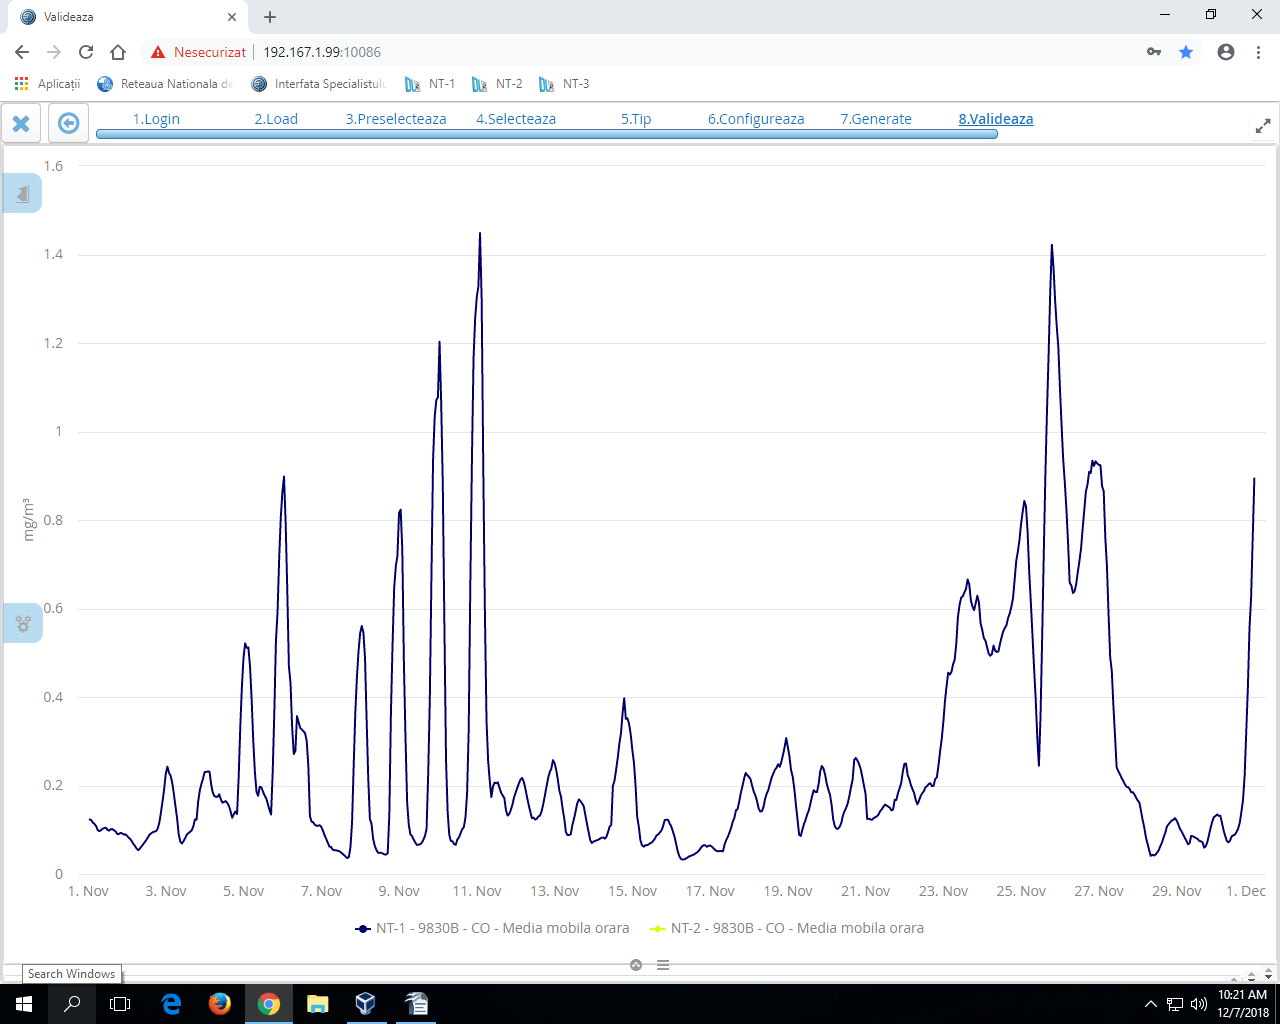 Valideaza
Nesecurizat
192.167.1.99:10086
Aplicații
Reteaua Nationala de
Interfata Specialistulu
NT-1
NT-2
NT-3
1.Login
2.Load
3.Preselecteaza
4.Selecteaza
5.Tip
6.Configureaza
7.Generate
8.Valideaza
1.6
1.4
1.2
1
0.8
0.6
0.4
0.2
0
mg/m³
1. Nov
3. Nov
5. Nov
7. Nov
9. Nov
11. Nov
13. Nov
15. Nov
17. Nov
19. Nov
21. Nov
23. Nov
25. Nov
27. Nov
29. Nov
1. Dec
NT-1 - 9830B - CO - Media mobila orara
NT-2 - 9830B - CO - Media mobila orara
Search Windows
10:21 AM
12/7/2018